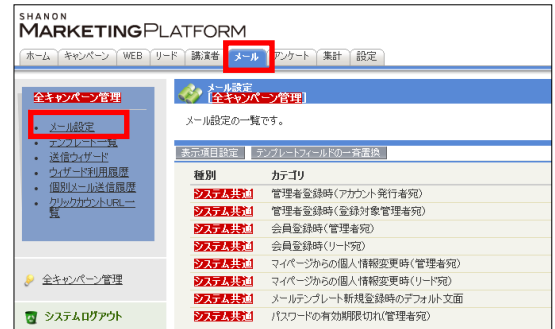 SHANON
MARKETINGPLATFORM
ホーム キャンペーン WEB リード 講演者 メール アンケート 集計 設定
全キャンペーン管理
・ メール設定
・ テンプレート一覧
・ 送信ウィザード
・ ウィザード利用履歴
・ 個別メール送信履歴
・ クリックカウントURL一
覧
全キャンペーン管理
システムログアウト
メール設定
[全キャンペーン管理]
メール設定の一覧です。
表示項目設定 テンプレートフィールドの一斉置換
種別 カテゴリ
システム共通 管理者登録時(アカウント発行者宛)
システム共通 管理者登録時(登録対象管理者宛)
システム共通 会員登録時(管理者宛)
システム共通 会員登録時(リード宛)
システム共通 マイページからの個人情報変更時(管理者宛)
システム共通 マイページからの個人情報変更時(リード宛)
システム共通 メールテンプレート新規登録時のデフォルト文面
システム共通 パスワードの有効期限切れ(管理者宛)